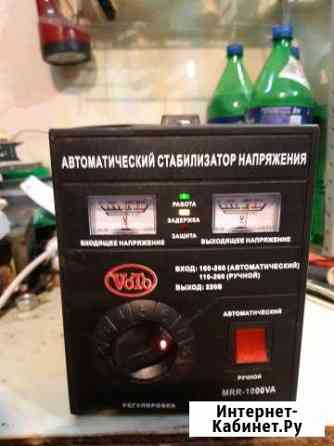 АВТОМАТИЧЕСКИЙ СТАБИЛИЗАТОР НАПРЯЖЕНИЯ
РАБОТА
ЗАДЕРЖКА
ЗАЩИТА
V
V
ВХОДЯЩЕЕ НАПРЯЖЕНИЕ
ВЫХОДЯЩЕЕ НАПРЯЖЕНИЕ
VoTo
ВХОД: 160-260 (АВТОМАТИЧЕСКИЙ)
110-260 (РУЧНОЙ)
ВЫХОД: 220В
АВТОМАТИЧЕСКИЙ
РУЧНОЙ
MRR-1000VA
РЕГУЛИРОВКА
Интернет-
Кабинет.Ру